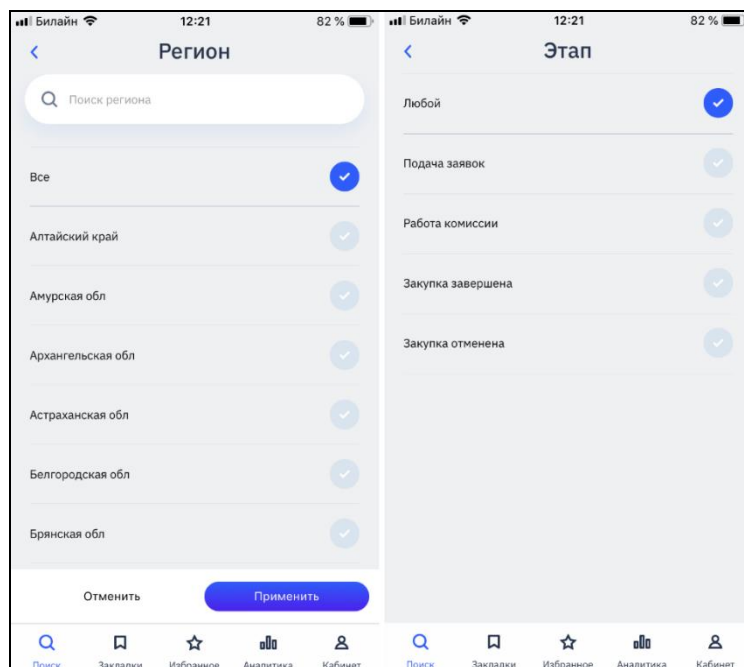 Билайн 12:21 82 %
Регион
Поиск региона
Все
Алтайский край
Амурская обл
Архангельская обл
Астраханская обл
Белгородская обл
Брянская обл
Отменить Применить
Поиск Закладки Избранное Аналитика Кабинет
Билайн 12:21 82 %
Этап
Любой
Подача заявок
Работа комиссии
Закупка завершена
Закупка отменена
Поиск Закладки Избранное Аналитика Кабинет